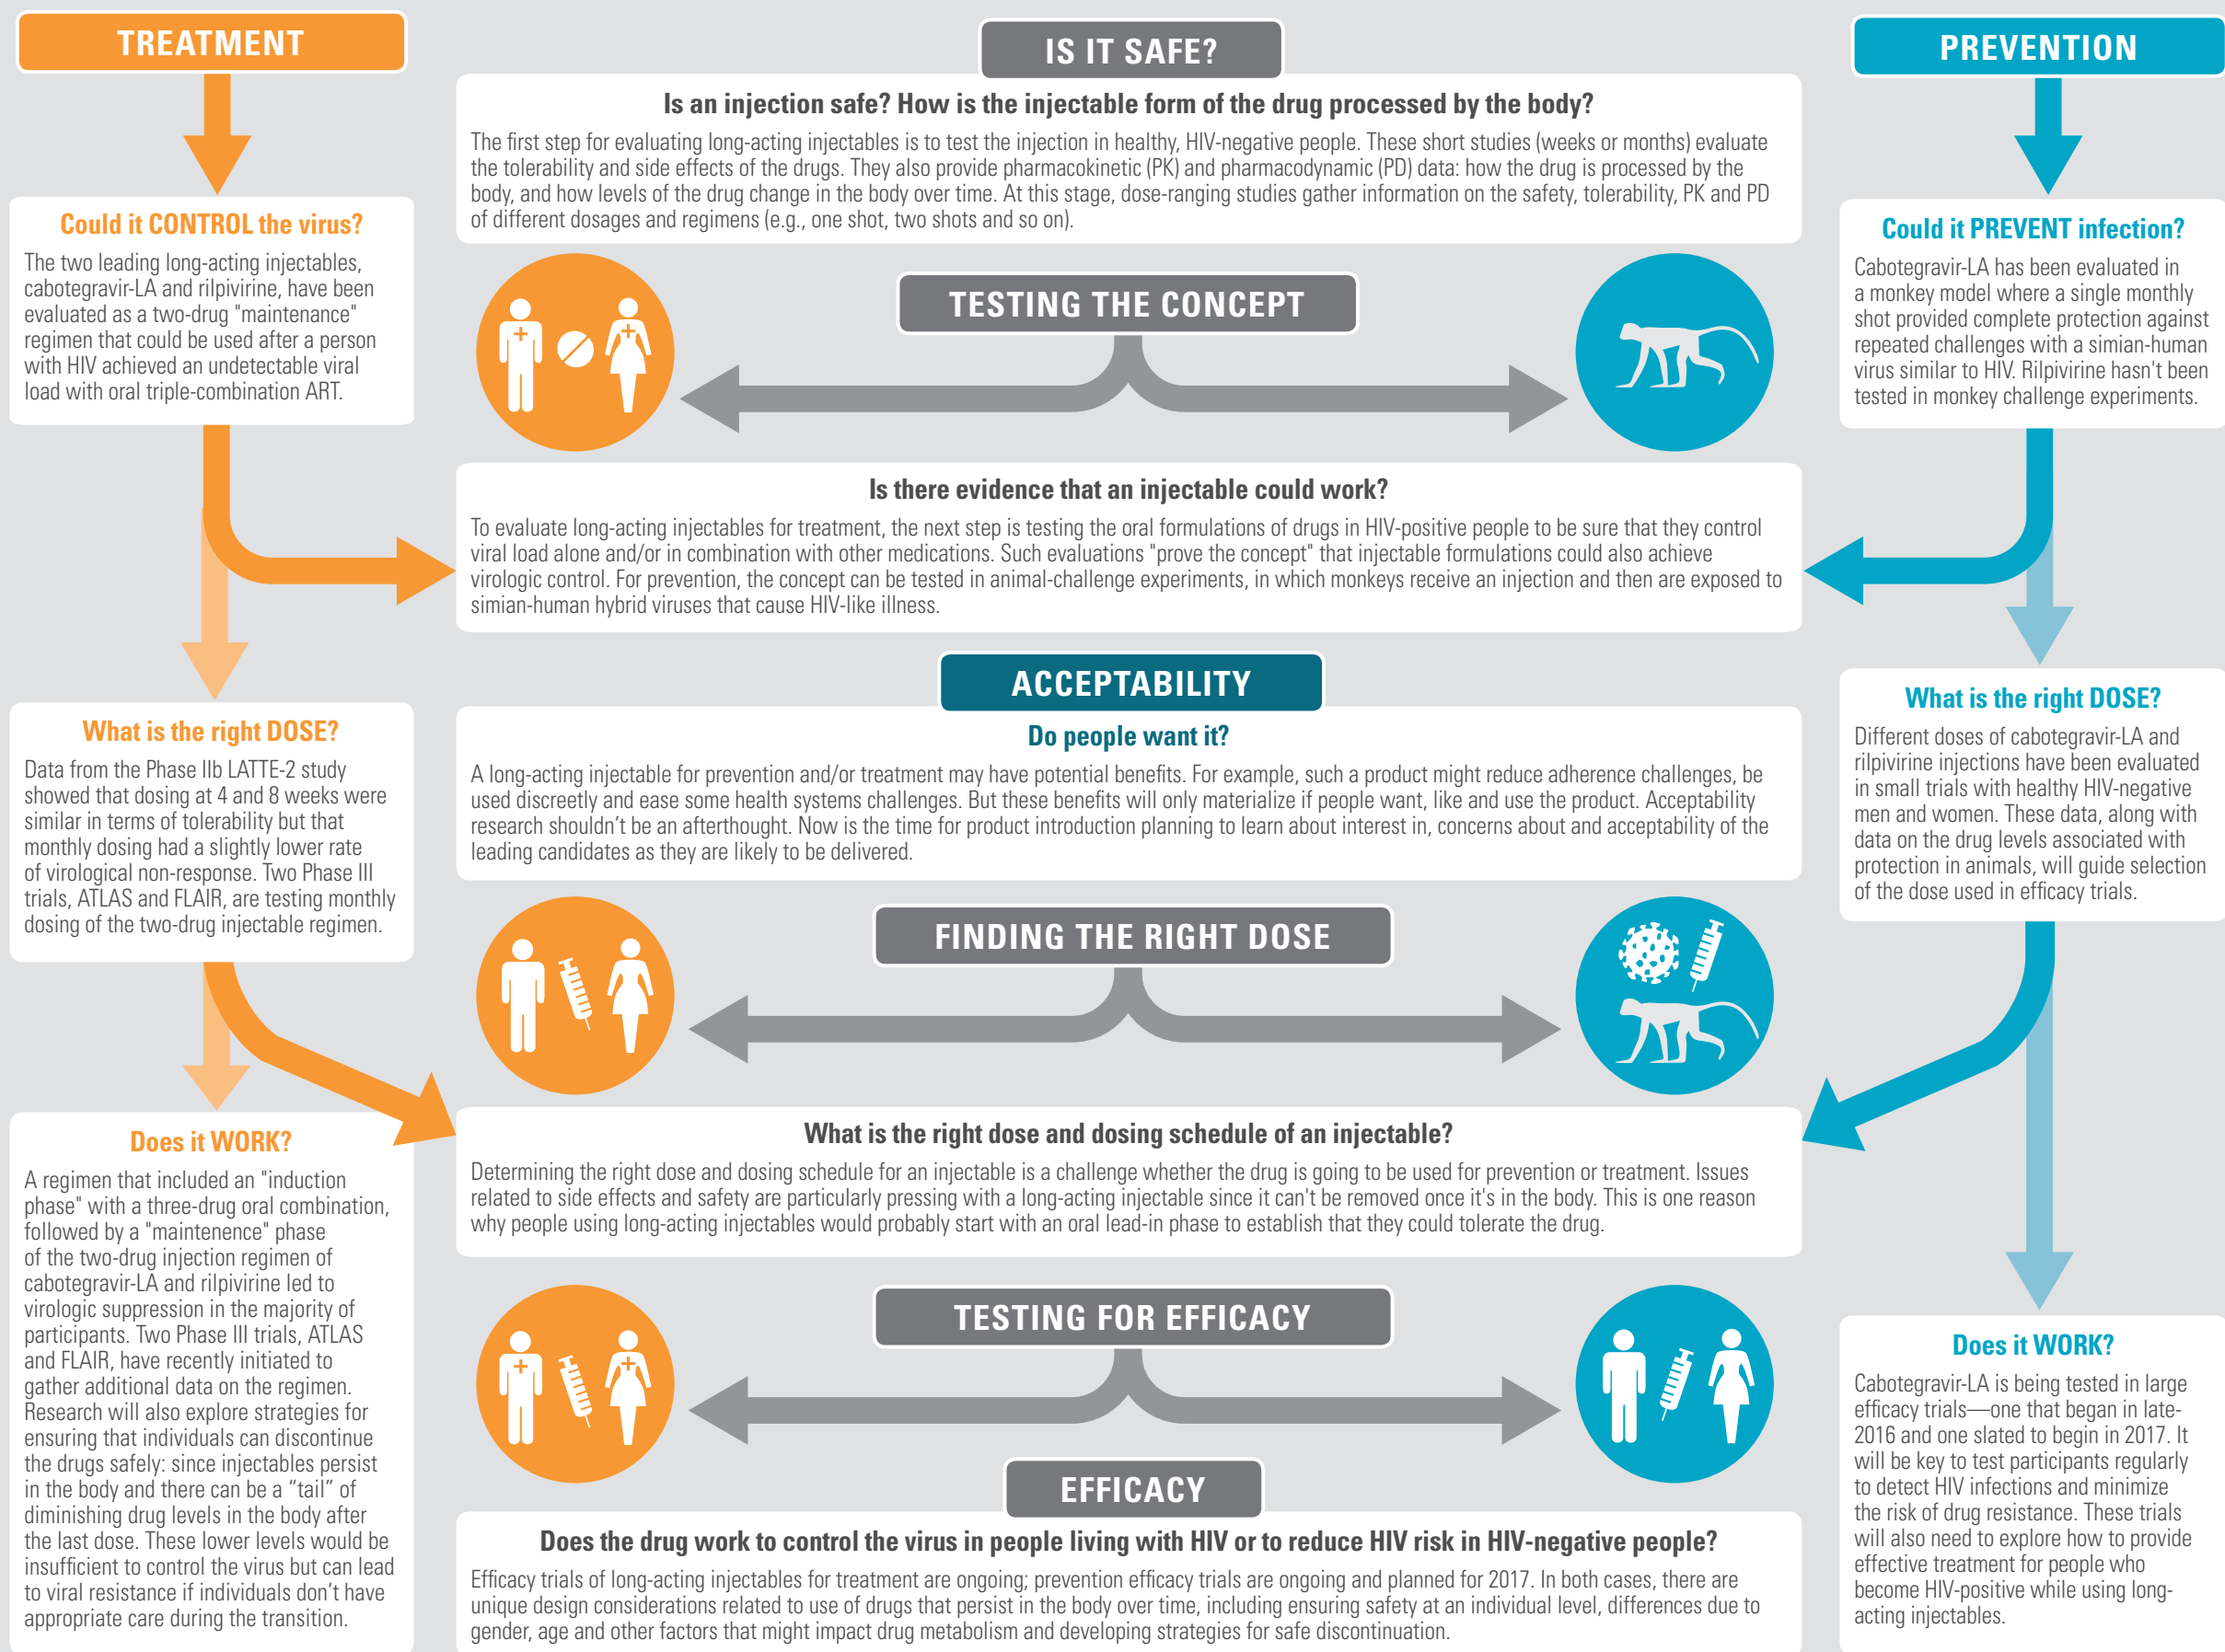 TREATMENT
Could it CONTROL the virus?
The two leading long-acting injectables,
cabotegravir-LA and rilpivirine, have been
evaluated as a two-drug "maintenance"
regimen that could be used after a person
with HIV achieved an undetectable viral
load with oral triple-combination ART.
What is the right DOSE?
Data from the Phase IIb LATTE-2 study
showed that dosing at 4 and 8 weeks were
similar in terms of tolerability but that
monthly dosing had a slightly lower rate
of virological non-response. Two Phase III
trials, ATLAS and FLAIR, are testing monthly
dosing of the two-drug injectable regimen.
Does it WORK?
A regimen that included an "induction
phase" with a three-drug oral combination,
followed by a "maintenence" phase
of the two-drug injection regimen of
cabotegravir-LA and rilpivirine led to
virologic suppression in the majority of
participants. Two Phase III trials, ATLAS
and FLAIR, have recently initiated to
gather additional data on the regimen.
Research will also explore strategies for
ensuring that individuals can discontinue
the drugs safely: since injectables persist
in the body and there can be a “tail” of
diminishing drug levels in the body after
the last dose. These lower levels would be
insufficient to control the virus but can lead
to viral resistance if individuals don’t have
appropriate care during the transition.
IS IT SAFE?
Is an injection safe? How is the injectable form of the drug processed by the body?
The first step for evaluating long-acting injectables is to test the injection in healthy, HIV-negative people. These short studies (weeks or months) evaluate
the tolerability and side effects of the drugs. They also provide pharmacokinetic (PK) and pharmacodynamic (PD) data: how the drug is processed by the
body, and how levels of the drug change in the body over time. At this stage, dose-ranging studies gather information on the safety, tolerability, PK and PD
of different dosages and regimens (e.g., one shot, two shots and so on).
TESTING THE CONCEPT
Is there evidence that an injectable could work?
To evaluate long-acting injectables for treatment, the next step is testing the oral formulations of drugs in HIV-positive people to be sure that they control
viral load alone and/or in combination with other medications. Such evaluations "prove the concept" that injectable formulations could also achieve
virologic control. For prevention, the concept can be tested in animal-challenge experiments, in which monkeys receive an injection and then are exposed to
simian-human hybrid viruses that cause HIV-like illness.
ACCEPTABILITY
Do people want it?
A long-acting injectable for prevention and/or treatment may have potential benefits. For example, such a product might reduce adherence challenges, be
used discreetly and ease some health systems challenges. But these benefits will only materialize if people want, like and use the product. Acceptability
research shouldn’t be an afterthought. Now is the time for product introduction planning to learn about interest in, concerns about and acceptability of the
leading candidates as they are likely to be delivered.
FINDING THE RIGHT DOSE
What is the right dose and dosing schedule of an injectable?
Determining the right dose and dosing schedule for an injectable is a challenge whether the drug is going to be used for prevention or treatment. Issues
related to side effects and safety are particularly pressing with a long-acting injectable since it can't be removed once it's in the body. This is one reason
why people using long-acting injectables would probably start with an oral lead-in phase to establish that they could tolerate the drug.
TESTING FOR EFFICACY
EFFICACY
Does the drug work to control the virus in people living with HIV or to reduce HIV risk in HIV-negative people?
Efficacy trials of long-acting injectables for treatment are ongoing; prevention efficacy trials are ongoing and planned for 2017. In both cases, there are
unique design considerations related to use of drugs that persist in the body over time, including ensuring safety at an individual level, differences due to
gender, age and other factors that might impact drug metabolism and developing strategies for safe discontinuation.
PREVENTION
Could it PREVENT infection?
Cabotegravir-LA has been evaluated in
a monkey model where a single monthly
shot provided complete protection against
repeated challenges with a simian-human
virus similar to HIV. Rilpivirine hasn't been
tested in monkey challenge experiments.
What is the right DOSE?
Different doses of cabotegravir-LA and
rilpivirine injections have been evaluated
in small trials with healthy HIV-negative
men and women. These data, along with
data on the drug levels associated with
protection in animals, will guide selection
of the dose used in efficacy trials.
Does it WORK?
Cabotegravir-LA is being tested in large
efficacy trials—one that began in late-
2016 and one slated to begin in 2017. It
will be key to test participants regularly
to detect HIV infections and minimize
the risk of drug resistance. These trials
will also need to explore how to provide
effective treatment for people who
become HIV-positive while using long-
acting injectables.